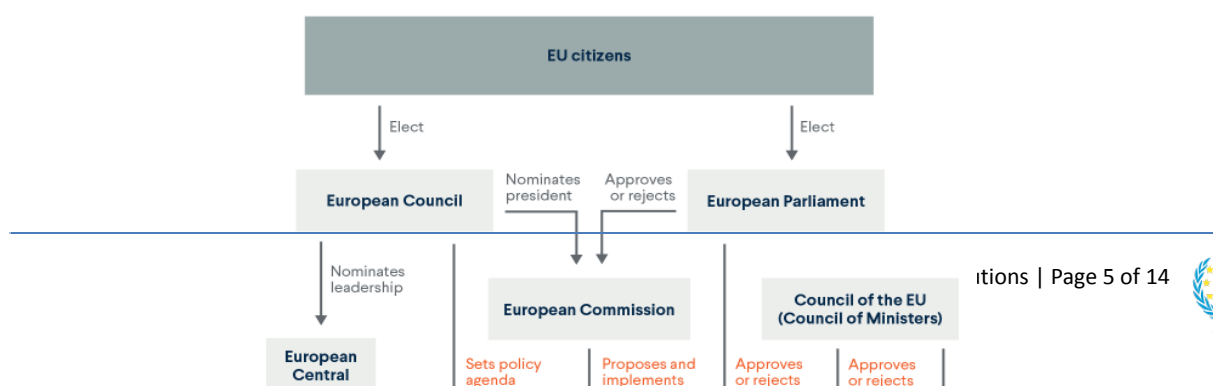 EU citizens
Elect
Elect
European Council
Nominates
president
Approves
or rejects
European Parliament
Nominates
leadership
European Commission
Council of the EU
(Council of Ministers)
utions | Page 5 of 14
European
Central
Sets policy
agenda
Proposes and
implements
Approves
or rejects
Approves
or rejects